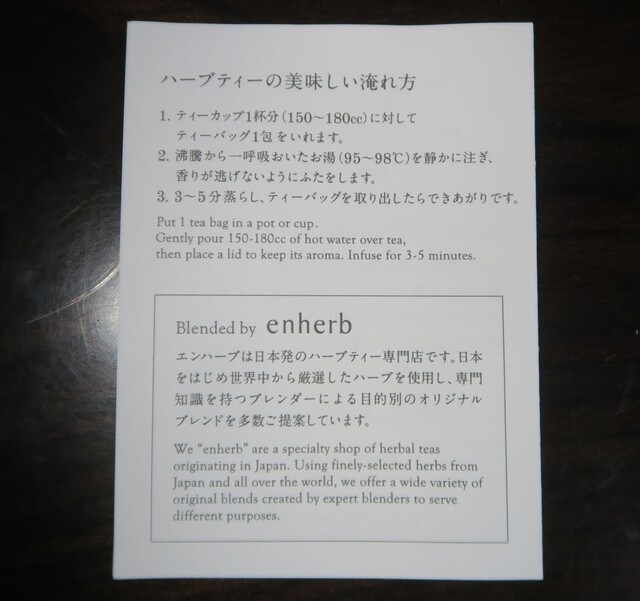 ハーブティーの美味しい淹れ方
1. ティーカップ1杯分(150〜180cc)に対して
ティーバッグ1包をいれます。
2. 沸騰から一呼吸おいたお湯(95〜98℃)を静かに注ぎ、
香りが逃げないようにふたをします。
3. 3〜5分蒸らし、ティーバッグを取り出したらできあがりです。
Put 1 tea bag in a pot or cup.
Gently pour 150-180cc of hot water over tea,
then place a lid to keep its aroma. Infuse for 3-5 minutes.
Blended by enherb
エンハーブは日本発のハーブティー専門店です。日本
をはじめ世界中から厳選したハーブを使用し、専門
知識を持つブレンダーによる目的別のオリジナル
ブレンドを多数ご提案しています。
We “enherb” are a specialty shop of herbal teas
originating in Japan. Using finely-selected herbs from
Japan and all over the world, we offer a wide variety of
original blends created by expert blenders to serve
different purposes.